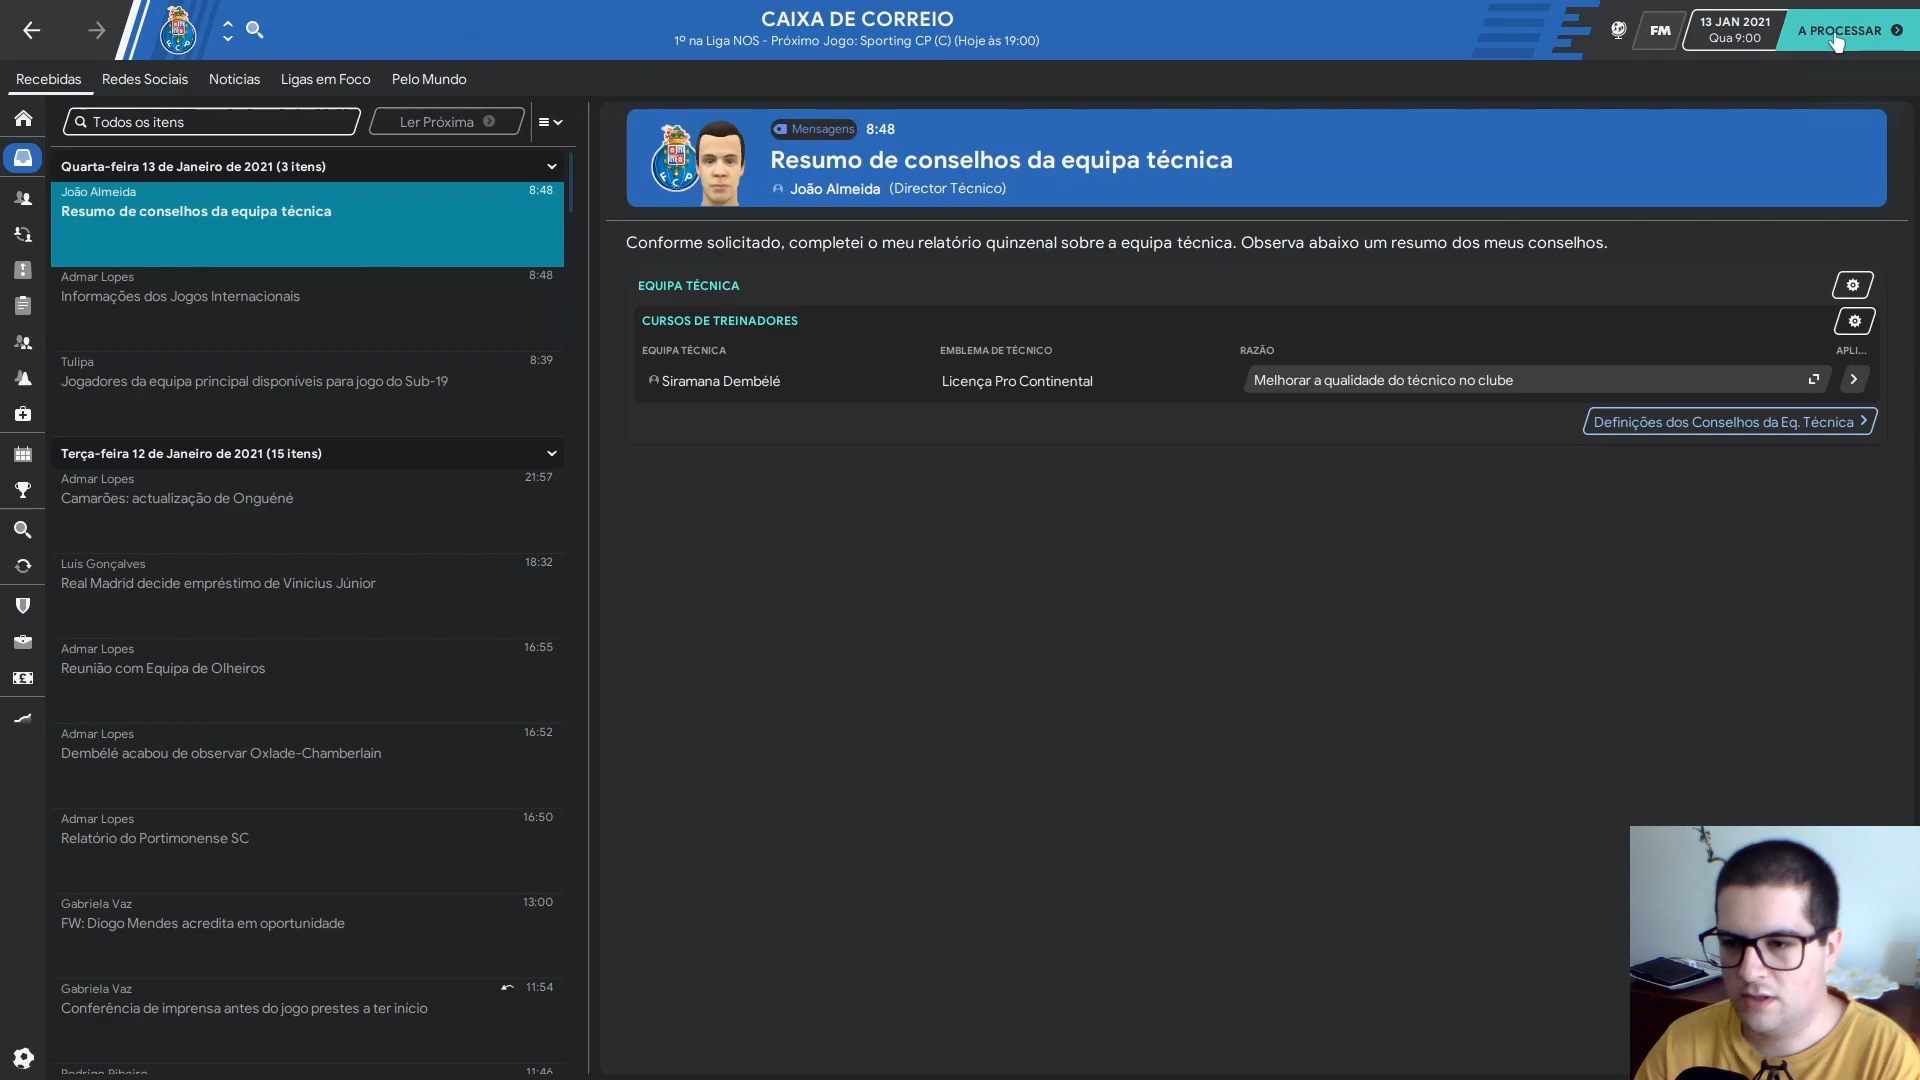 CAIXA DE CORREIO
1º na Liga NOS - Próximo Jogo: Sporting CP (C) (Hoje às 19:00)
FM
13 JAN 2021
Qua 9:00
A PROCESSAR
Recebidas
Redes Sociais
Notícias
Ligas em Foco
Pelo Mundo
Todos os itens
Ler Próxima
Quarta-feira 13 de Janeiro de 2021 (3 itens)
João Almeida 8:48
Resumo de conselhos da equipa técnica
Admar Lopes 8:48
Informações dos Jogos Internacionais
Tulipa 8:39
Jogadores da equipa principal disponíveis para jogo do Sub-19
Terça-feira 12 de Janeiro de 2021 (15 itens)
Admar Lopes 21:57
Camarões: actualização de Onguéné
Luís Gonçalves 18:32
Real Madrid decide empréstimo de Vinícius Júnior
Admar Lopes 16:55
Reunião com Equipa de Olheiros
Admar Lopes 16:52
Dembélé acabou de observar Oxlade-Chamberlain
Admar Lopes 16:50
Relatório do Portimonense SC
Gabriela Vaz 13:00
FW: Diogo Mendes acredita em oportunidade
Gabriela Vaz 11:54
Conferência de imprensa antes do jogo prestes a ter início
Rodrigo Ribeiro 11:46
Mensagens 8:48
Resumo de conselhos da equipa técnica
João Almeida (Director Técnico)
Conforme solicitado, completei o meu relatório quinzenal sobre a equipa técnica. Observa abaixo um resumo dos meus conselhos.
EQUIPA TÉCNICA
CURSOS DE TREINADORES
EQUIPA TÉCNICA EMBLEMA DE TÉCNICO RAZÃO APLI...
Siramana Dembélé Licença Pro Continental Melhorar a qualidade do técnico no clube
Definições dos Conselhos da Eq. Técnica